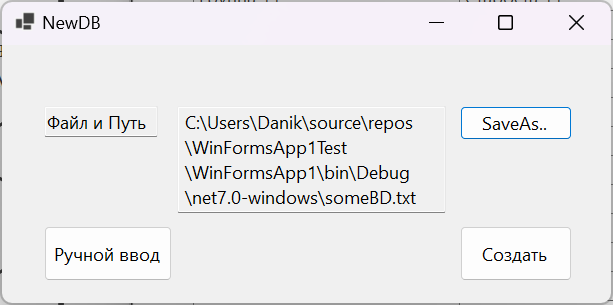 NewDB
Файл и Путь
C:\Users\Danik\source\repos
\WinFormsApp1Test
\WinFormsApp1\bin\Debug
\net7.0-windows\someBD.txt
SaveAs..
Ручной ввод
Создать